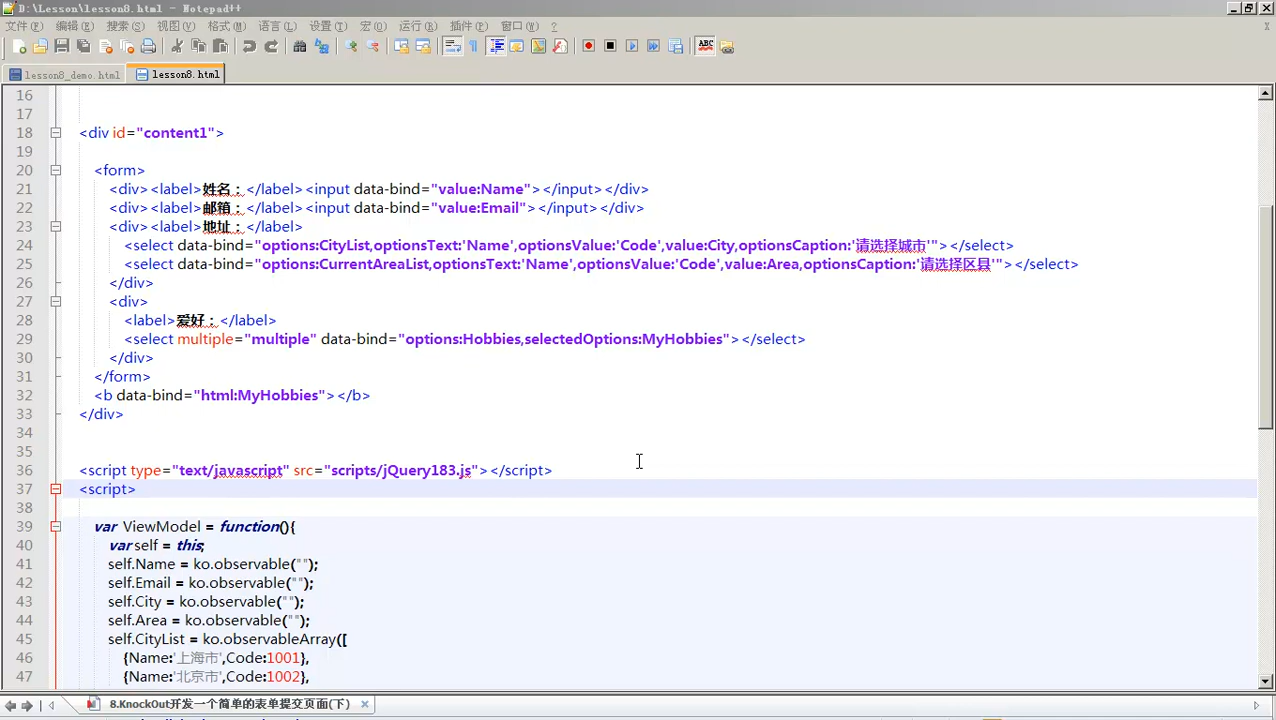 D:\Lesson\lesson8.html - Notepad++
文件(F) 编辑(E) 搜索(S) 视图(V) 格式(M) 语言(L) 设置(T) 宏(O) 运行(R) 插件(P) 窗口(W) ?
lesson8_demo.html lesson8.html
16
17
18 <div id="content1">
19
20 <form>
21 <div><label>姓名：</label><input data-bind="value:Name"></input></div>
22 <div><label>邮箱：</label><input data-bind="value:Email"></input></div>
23 <div><label>地址：</label>
24 <select data-bind="options:CityList,optionsText:'Name',optionsValue:'Code',value:City,optionsCaption:'请选择城市'"></select>
25 <select data-bind="options:CurrentAreaList,optionsText:'Name',optionsValue:'Code',value:Area,optionsCaption:'请选择区县'"></select>
26 </div>
27 <div>
28 <label>爱好：</label>
29 <select multiple="multiple" data-bind="options:Hobbies,selectedOptions:MyHobbies"></select>
30 </div>
31 </form>
32 <b data-bind="html:MyHobbies"></b>
33 </div>
34
35
36 <script type="text/javascript" src="scripts/jQuery183.js"></script>
37 <script>
38
39 var ViewModel = function(){
40 var self = this;
41 self.Name = ko.observable("");
42 self.Email = ko.observable("");
43 self.City = ko.observable("");
44 self.Area = ko.observable("");
45 self.CityList = ko.observableArray([
46 {Name:'上海市',Code:1001},
47 {Name:'北京市',Code:1002},
8.KnockOut开发一个简单的表单提交页面(下)